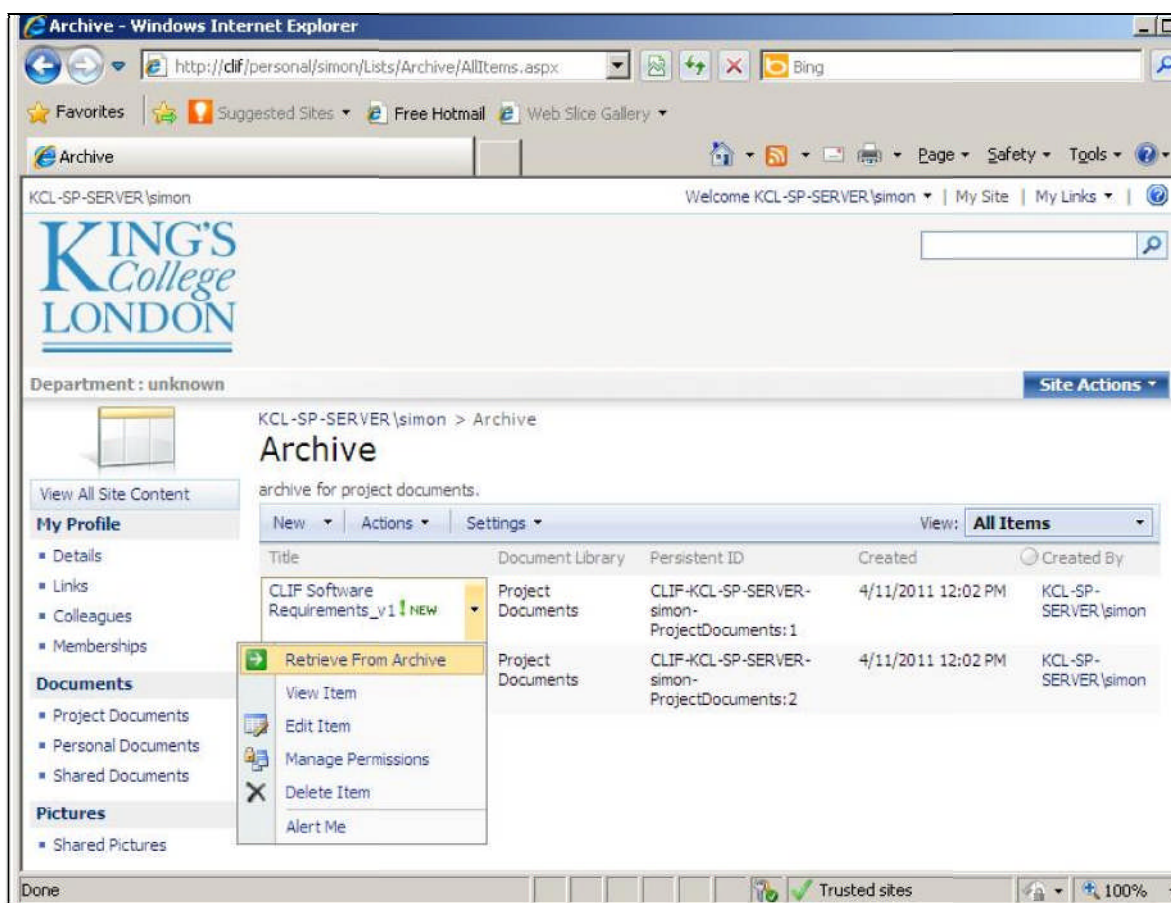 Archive - Windows Internet Explorer
http://clif/personal/simon/Lists/Archive/AllItems.aspx
Bing
Favorites
Suggested Sites
Free Hotmail
Web Slice Gallery
Archive
Page
Safety
Tools
KCL-SP-SERVER\simon
Welcome KCL-SP-SERVER\simon | My Site | My Links |
KING'S
College
LONDON
Department : unknown
Site Actions
KCL-SP-SERVER\simon > Archive
Archive
View All Site Content
archive for project documents.
My Profile
New
Actions
Settings
View: All Items
Details
Links
Colleagues
Memberships
Title
Document Library
Persistent ID
Created
Created By
CLIF Software
Requirements_v1 ! NEW
Project
Documents
CLIF-KCL-SP-SERVER-
simon-
ProjectDocuments:1
4/11/2011 12:02 PM
KCL-SP-
SERVER\simon
Retrieve From Archive
View Item
Edit Item
Manage Permissions
Delete Item
Alert Me
Project
Documents
CLIF-KCL-SP-SERVER-
simon-
ProjectDocuments:2
4/11/2011 12:02 PM
KCL-SP-
SERVER\simon
Documents
Project Documents
Personal Documents
Shared Documents
Pictures
Shared Pictures
Done
Trusted sites
100%